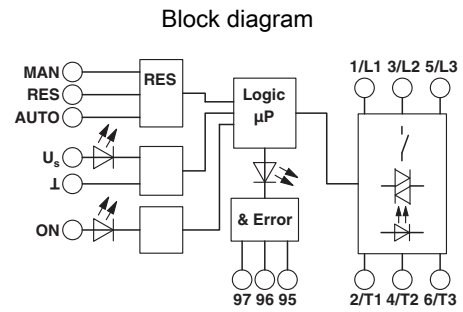 Block diagram
MAN
RES
AUTO
RES
U_s
⊥
ON
Logic
µP
& Error
97 96 95
1/L1 3/L2 5/L3
2/T1 4/T2 6/T3